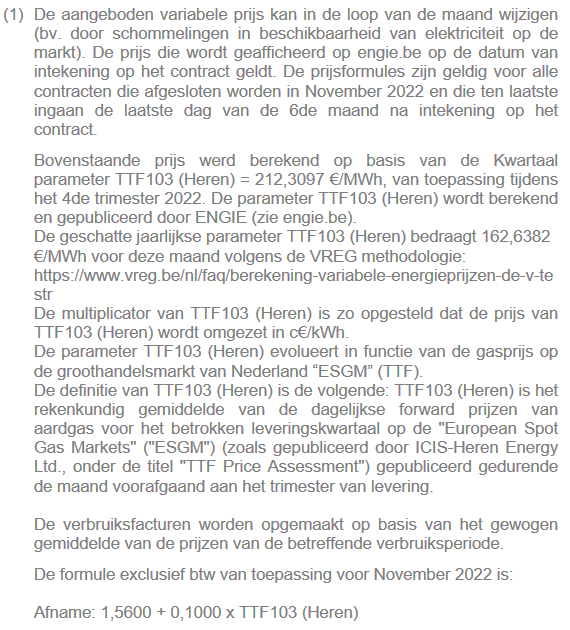 (1) De aangeboden variabele prijs kan in de loop van de maand wijzigen
(bv. door schommelingen in beschikbaarheid van elektriciteit op de
markt). De prijs die wordt geafficheerd op engie.be op de datum van
intekening op het contract geldt. De prijsformules zijn geldig voor alle
contracten die afgesloten worden in November 2022 en die ten laatste
ingaan de laatste dag van de 6de maand na intekening op het
contract.
Bovenstaande prijs werd berekend op basis van de Kwartaal
parameter TTF103 (Heren) = 212,3097 €/MWh, van toepassing tijdens
het 4de trimester 2022. De parameter TTF103 (Heren) wordt berekend
en gepubliceerd door ENGIE (zie engie.be).
De geschatte jaarlijkse parameter TTF103 (Heren) bedraagt 162,6382
€/MWh voor deze maand volgens de VREG methodologie:
https://www.vreg.be/nl/faq/berekening-variabele-energieprijzen-de-v-te
str
De multiplicator van TTF103 (Heren) is zo opgesteld dat de prijs van
TTF103 (Heren) wordt omgezet in c€/kWh.
De parameter TTF103 (Heren) evolueert in functie van de gasprijs op
de groothandelsmarkt van Nederland “ESGM” (TTF).
De definitie van TTF103 (Heren) is de volgende: TTF103 (Heren) is het
rekenkundig gemiddelde van de dagelijkse forward prijzen van
aardgas voor het betrokken leveringskwartaal op de "European Spot
Gas Markets" ("ESGM") (zoals gepubliceerd door ICIS-Heren Energy
Ltd., onder de titel "TTF Price Assessment") gepubliceerd gedurende
de maand voorafgaand aan het trimester van levering.
De verbruiksfacturen worden opgemaakt op basis van het gewogen
gemiddelde van de prijzen van de betreffende verbruiksperiode.
De formule exclusief btw van toepassing voor November 2022 is:
Afname: 1,5600 + 0,1000 x TTF103 (Heren)